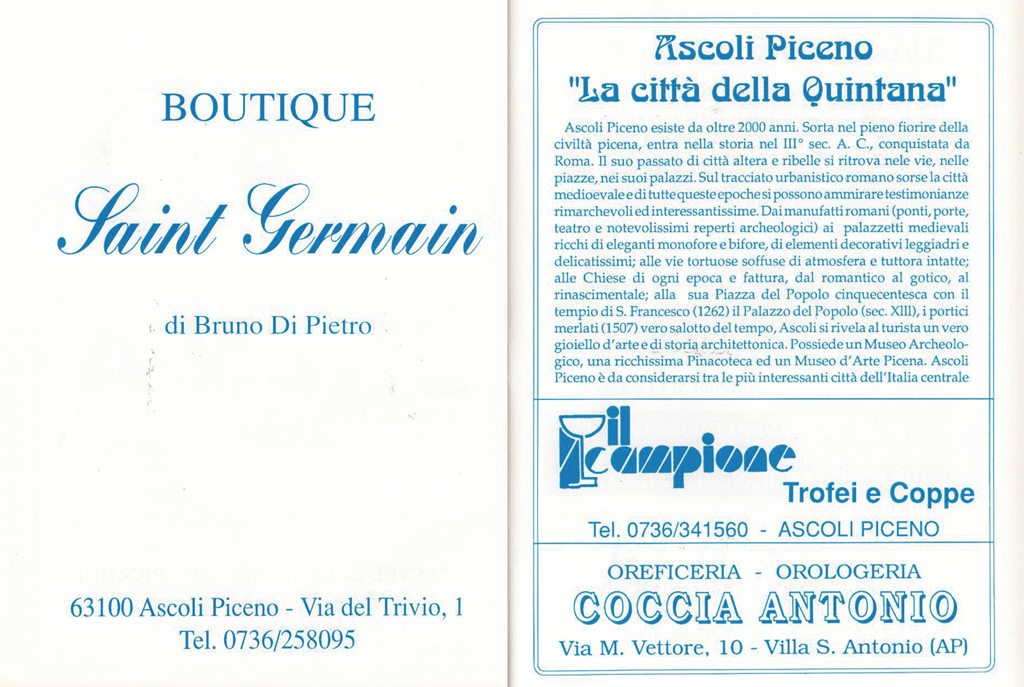 BOUTIQUE
Saint Germain
di Bruno Di Pietro
63100 Ascoli Piceno - Via del Trivio, 1
Tel. 0736/258095
Ascoli Piceno
"La città della Quintana"
Ascoli Piceno esiste da oltre 2000 anni. Sorta nel pieno fiorire della
civiltà picena, entra nella storia nel III° sec. A. C., conquistata da
Roma. Il suo passato di città altera e ribelle si ritrova nele vie, nelle
piazze, nei suoi palazzi. Sul tracciato urbanistico romano sorse la città
medioevale e di tutte queste epoche si possono ammirare testimonianze
rimarchevoli ed interessantissime. Dai manufatti romani (ponti, porte,
teatro e notevolissimi reperti archeologici) ai palazzetti medievali
ricchi di eleganti monofore e bifore, di elementi decorativi leggiadri e
delicatissimi; alle vie tortuose soffuse di atmosfera e tuttora intatte;
alle Chiese di ogni epoca e fattura, dal romantico al gotico, al
rinascimentale; alla sua Piazza del Popolo cinquecentesca con il
tempio di S. Francesco (1262) il Palazzo del Popolo (sec. XIII), i portici
merlati (1507) vero salotto del tempo, Ascoli si rivela al turista un vero
gioiello d'arte e di storia architettonica. Possiede un Museo Archeolo-
gico, una ricchissima Pinacoteca ed un Museo d'Arte Picena. Ascoli
Piceno è da considerarsi tra le più interessanti città dell'Italia centrale
il
campione
Trofei e Coppe
Tel. 0736/341560 - ASCOLI PICENO
OREFICERIA - OROLOGERIA
COCCIA ANTONIO
Via M. Vettore, 10 - Villa S. Antonio (AP)